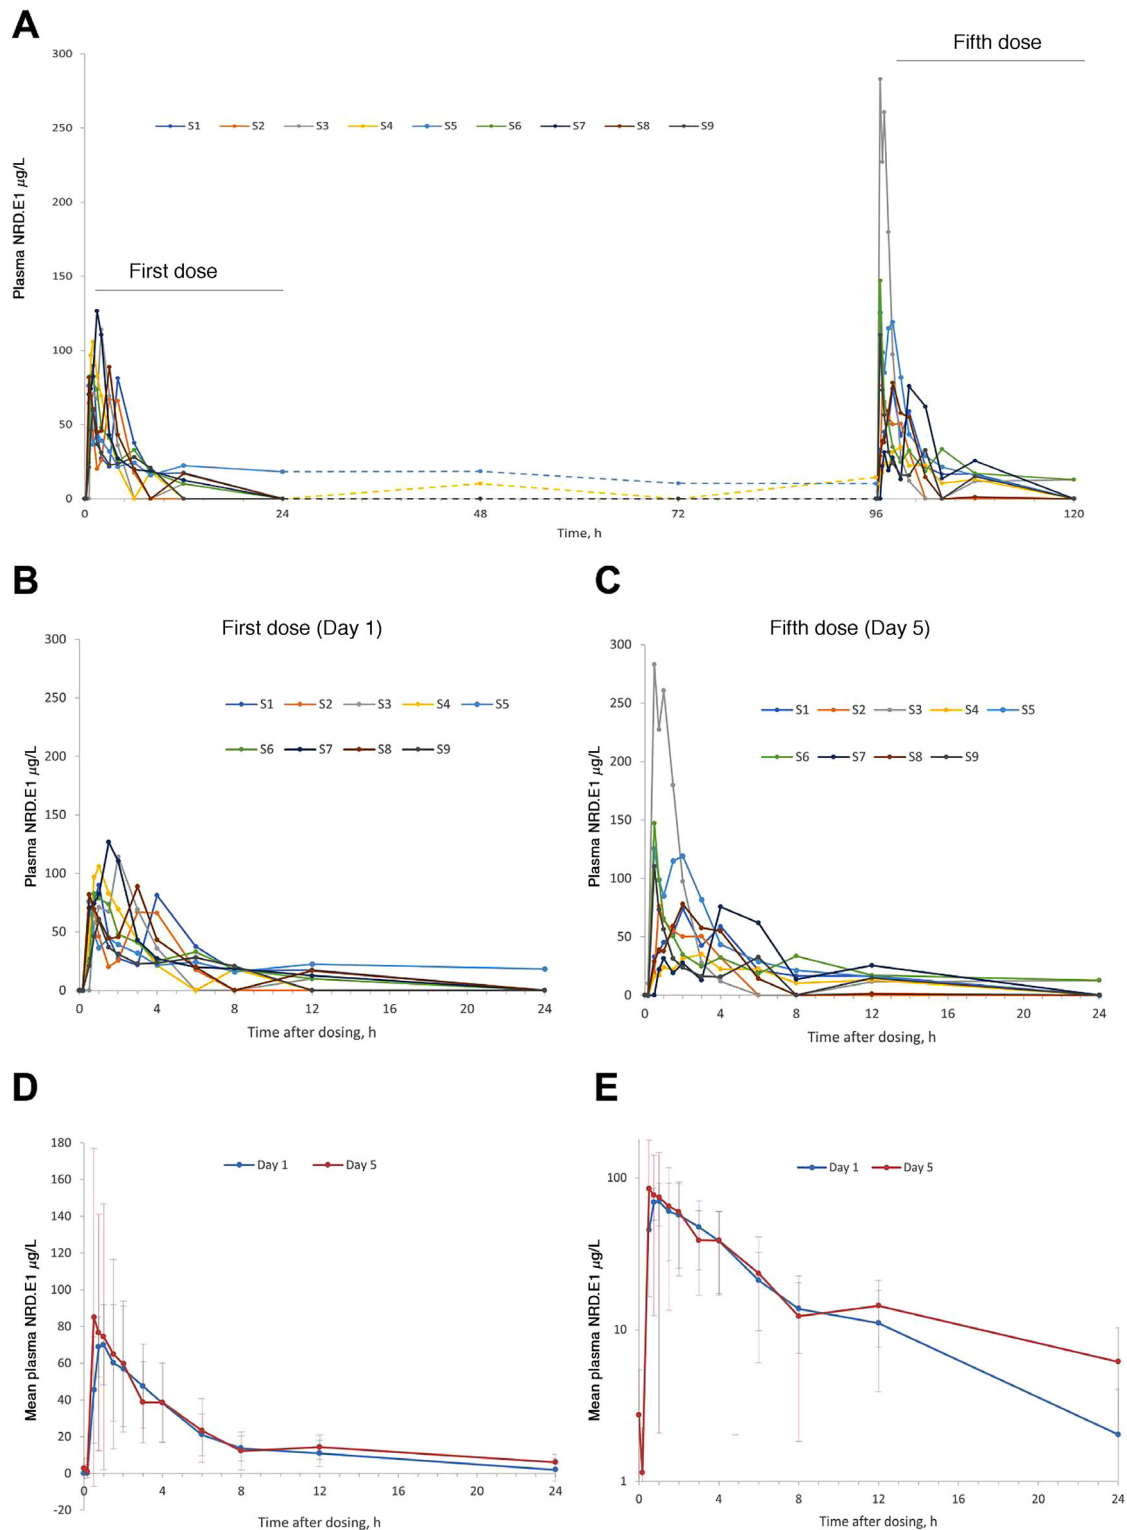 A
Fifth dose
300
S1 S2 S3 S4 S5 S6 S7 S8 S9
250
200
Plasma NRD.E1 µg/L
150
First dose
100
50
0
0 24 48 72 96 120
Time, h
B
First dose (Day 1)
300
250
S1 S2 S3 S4 S5
S6 S7 S8 S9
200
Plasma NRD.E1 µg/L
150
100
50
0
0 4 8 12 16 20 24
Time after dosing, h
C
Fifth dose (Day 5)
300
250
S1 S2 S3 S4 S5
S6 S7 S8 S9
200
Plasma NRD.E1 µg/L
150
100
50
0
0 4 8 12 16 20 24
Time after dosing, h
D
180
Day 1 Day 5
160
140
120
100
80
Mean plasma NRD.E1 µg/L
60
40
20
0
-20
0 4 8 12 16 20 24
Time after dosing, h
E
Day 1 Day 5
100
Mean plasma NRD.E1 µg/L
10
1
0 4 8 12 16 20 24
Time after dosing, h